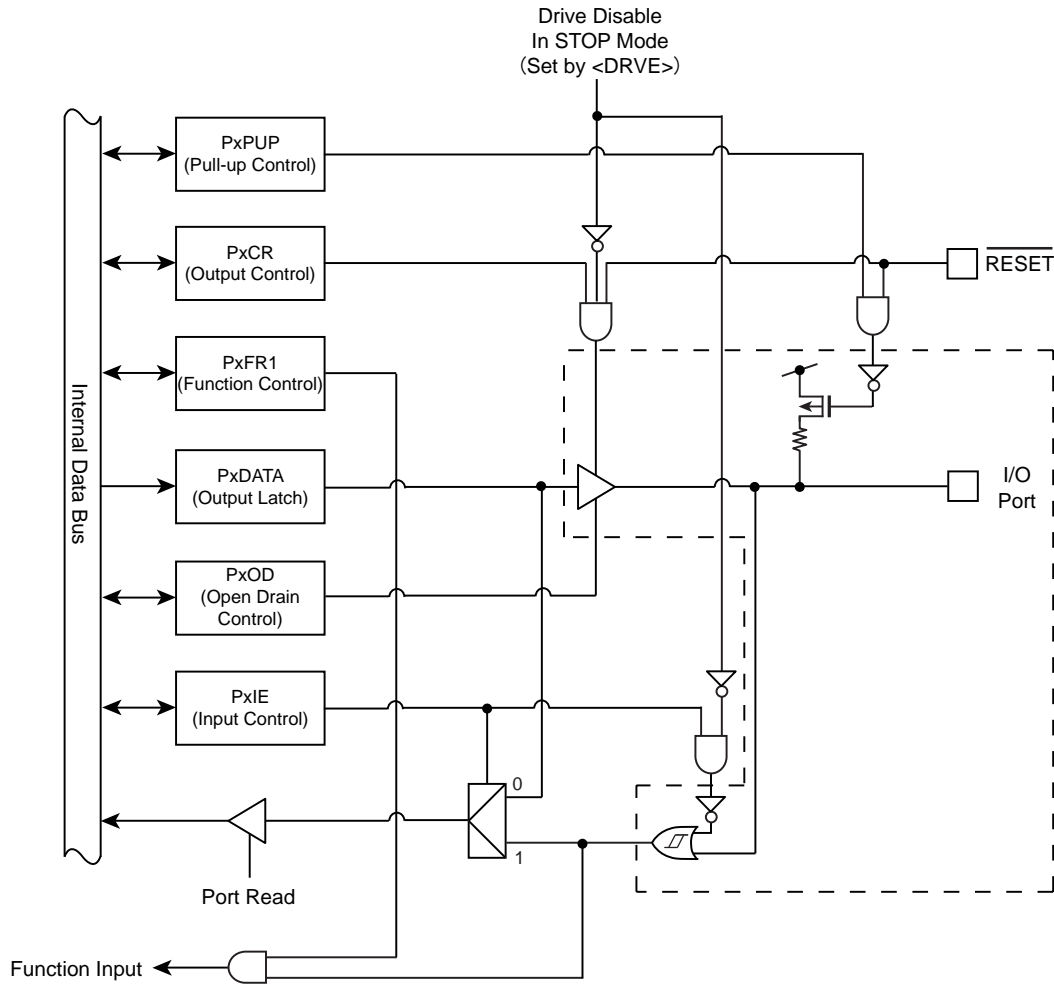 Drive Disable
In STOP Mode
(Set by <DRVE>)
PxPUP
(Pull-up Control)
PxCR
(Output Control)
RESET
PxFR1
(Function Control)
Internal Data Bus
PxDATA
(Output Latch)
I/O
Port
PxOD
(Open Drain
Control)
PxIE
(Input Control)
0
1
Port Read
Function Input